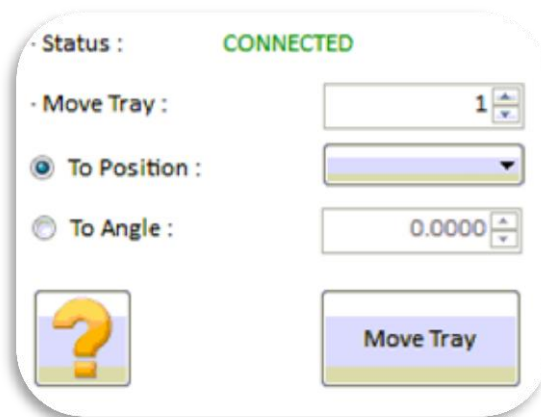 · Status : CONNECTED
· Move Tray : 1
To Position :
To Angle : 0.0000
?
Move Tray